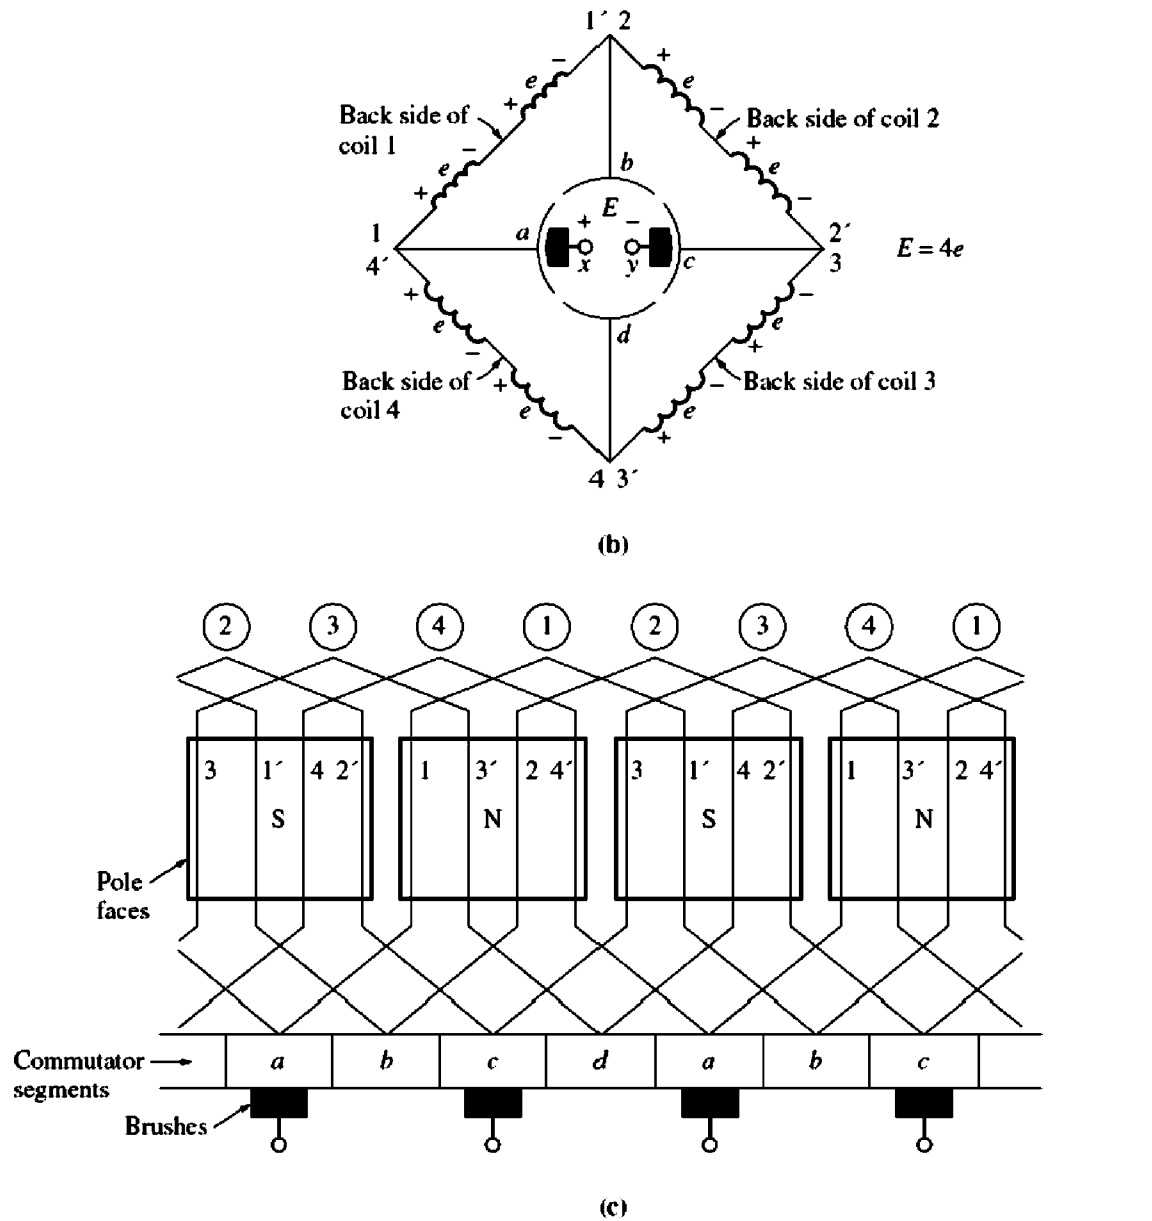 1´ 2
+ −
e e
Back side of
coil 1
+ −
Back side of coil 2
− +
e e
+ −
b
E
+ −
1
4´
a
x y
c
2´
3
E = 4e
d
+ −
e e
− +
Back side of
coil 4
+ −
Back side of coil 3
e e
− +
4 3´
(b)
2 3 4 1 2 3 4 1
3 1´ 4 2´ 1 3´ 2 4´ 3 1´ 4 2´ 1 3´ 2 4´
S N S N
Pole
faces
Commutator
segments
a b c d a b c
Brushes
(c)